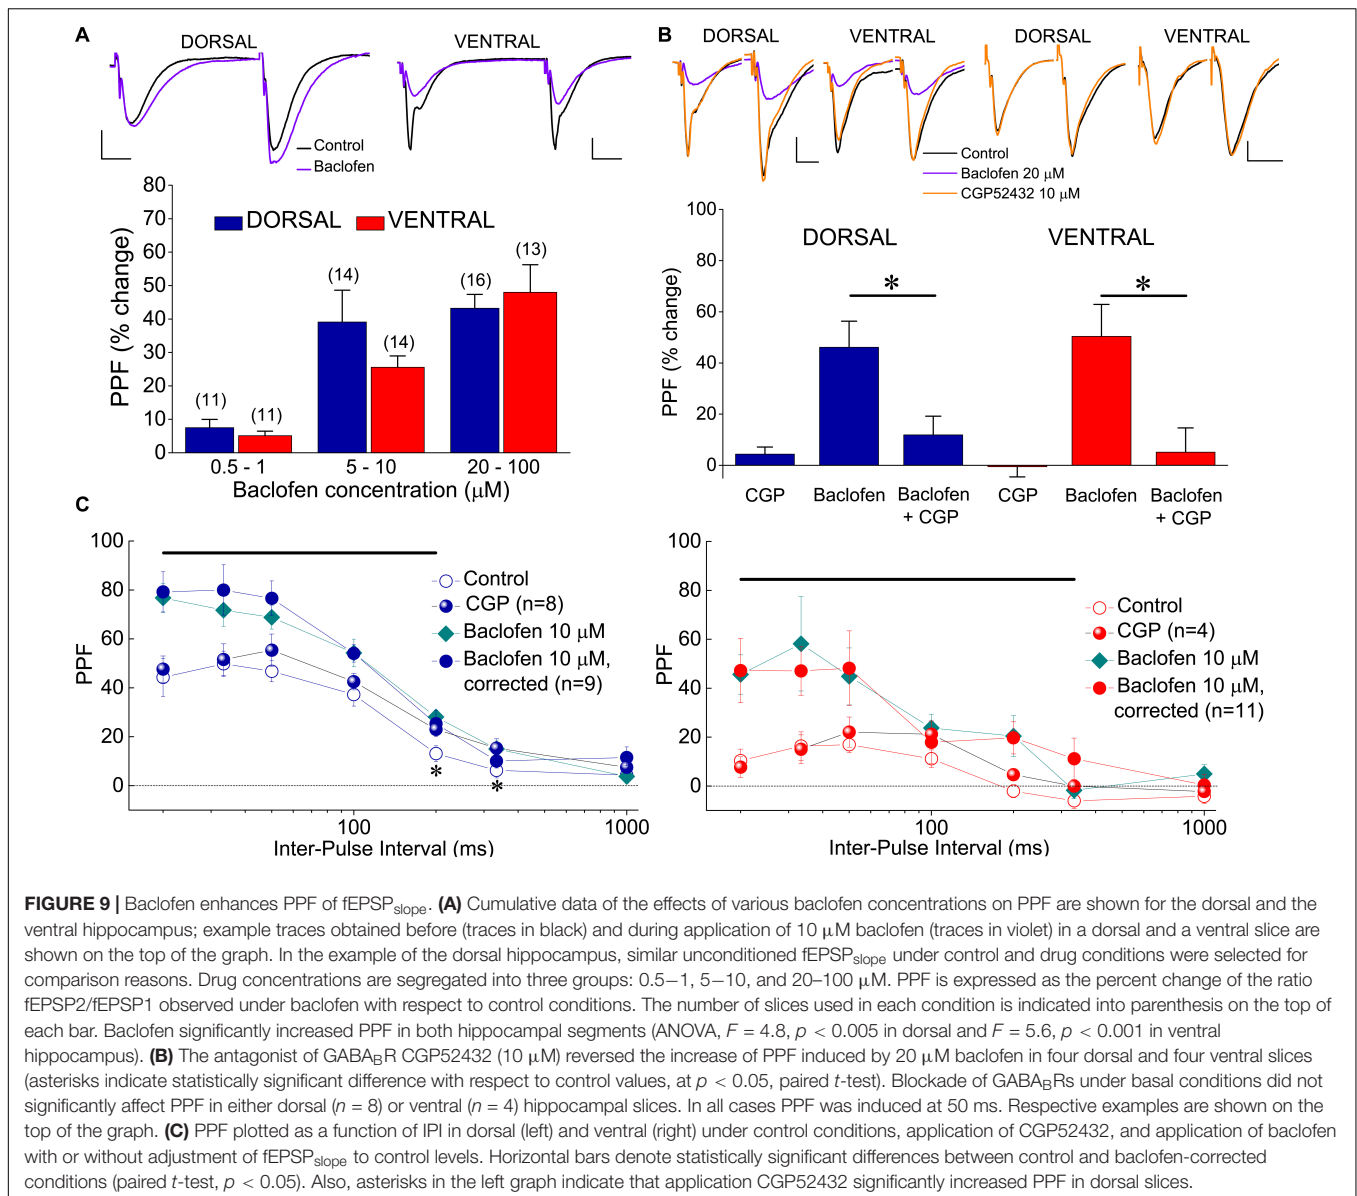 A
DORSAL
VENTRAL
Control
Baclofen
80
70
60
50
40
30
20
10
0
PPF (% change)
DORSAL
VENTRAL
(11)
(11)
(14)
(14)
(16)
(13)
0.5 - 1
5 - 10
20 - 100
Baclofen concentration (μM)
B
DORSAL
VENTRAL
DORSAL
VENTRAL
Control
Baclofen 20 μM
CGP52432 10 μM
100
80
60
40
20
0
PPF (% change)
DORSAL
VENTRAL
*
*
CGP
Baclofen
Baclofen
+ CGP
CGP
Baclofen
Baclofen
+ CGP
C
100
80
60
40
20
0
PPF
Control
CGP (n=8)
Baclofen 10 μM
Baclofen 10 μM,
corrected (n=9)
*
*
100
1000
Inter-Pulse Interval (ms)
100
80
60
40
20
0
PPF
Control
CGP (n=4)
Baclofen 10 μM
Baclofen 10 μM,
corrected (n=11)
100
1000
Inter-Pulse Interval (ms)
FIGURE 9 | Baclofen enhances PPF of fEPSPslope. (A) Cumulative data of the effects of various baclofen concentrations on PPF are shown for the dorsal and the
ventral hippocampus; example traces obtained before (traces in black) and during application of 10 μM baclofen (traces in violet) in a dorsal and a ventral slice are
shown on the top of the graph. In the example of the dorsal hippocampus, similar unconditioned fEPSPslope under control and drug conditions were selected for
comparison reasons. Drug concentrations are segregated into three groups: 0.5−1, 5−10, and 20–100 μM. PPF is expressed as the percent change of the ratio
fEPSP2/fEPSP1 observed under baclofen with respect to control conditions. The number of slices used in each condition is indicated into parenthesis on the top of
each bar. Baclofen significantly increased PPF in both hippocampal segments (ANOVA, F = 4.8, p < 0.005 in dorsal and F = 5.6, p < 0.001 in ventral
hippocampus). (B) The antagonist of GABABR CGP52432 (10 μM) reversed the increase of PPF induced by 20 μM baclofen in four dorsal and four ventral slices
(asterisks indicate statistically significant difference with respect to control values, at p < 0.05, paired t-test). Blockade of GABABRs under basal conditions did not
significantly affect PPF in either dorsal (n = 8) or ventral (n = 4) hippocampal slices. In all cases PPF was induced at 50 ms. Respective examples are shown on the
top of the graph. (C) PPF plotted as a function of IPI in dorsal (left) and ventral (right) under control conditions, application of CGP52432, and application of baclofen
with or without adjustment of fEPSPslope to control levels. Horizontal bars denote statistically significant differences between control and baclofen-corrected
conditions (paired t-test, p < 0.05). Also, asterisks in the left graph indicate that application CGP52432 significantly increased PPF in dorsal slices.